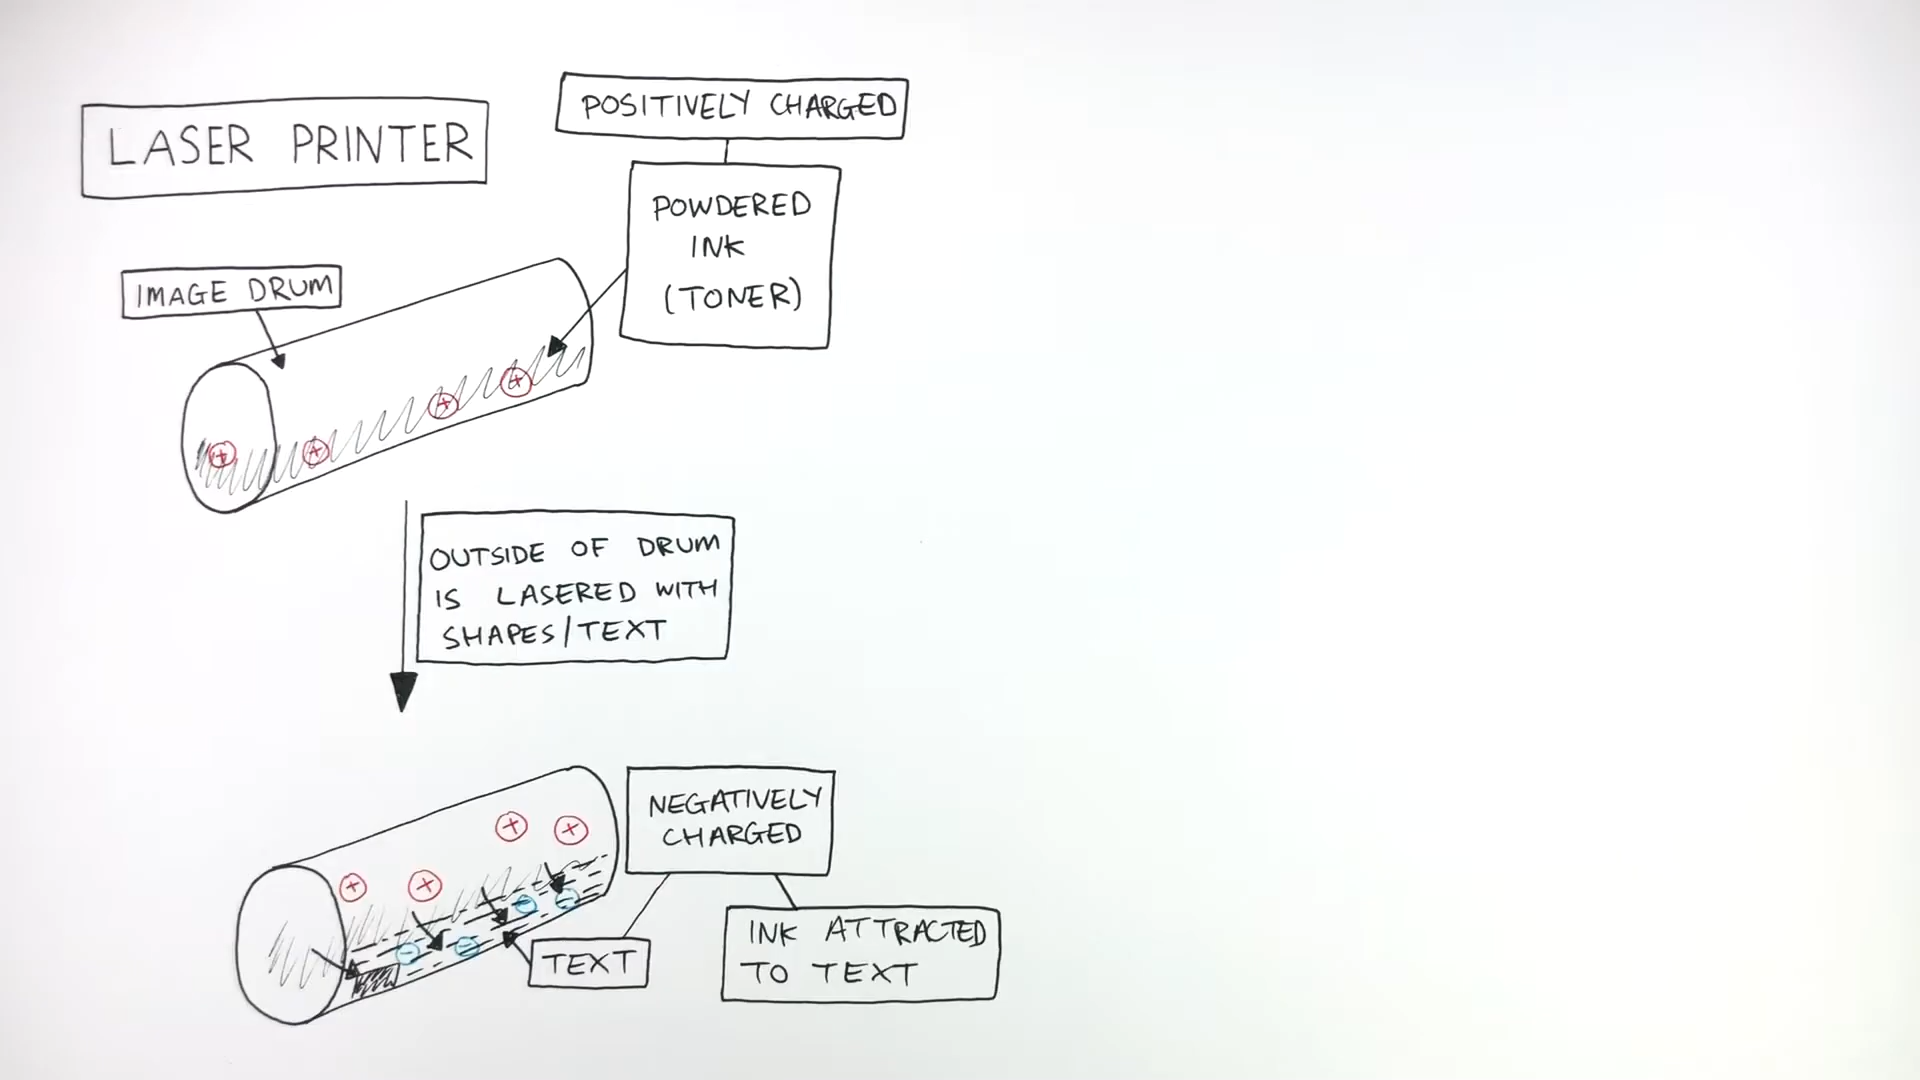 LASER PRINTER
POSITIVELY CHARGED
POWDERED
INK
(TONER)
IMAGE DRUM
+
+
+
+
OUTSIDE OF DRUM
IS LASERED WITH
SHAPES/TEXT
NEGATIVELY
CHARGED
+
+
+
+
-
-
-
-
TEXT
INK ATTRACTED
TO TEXT